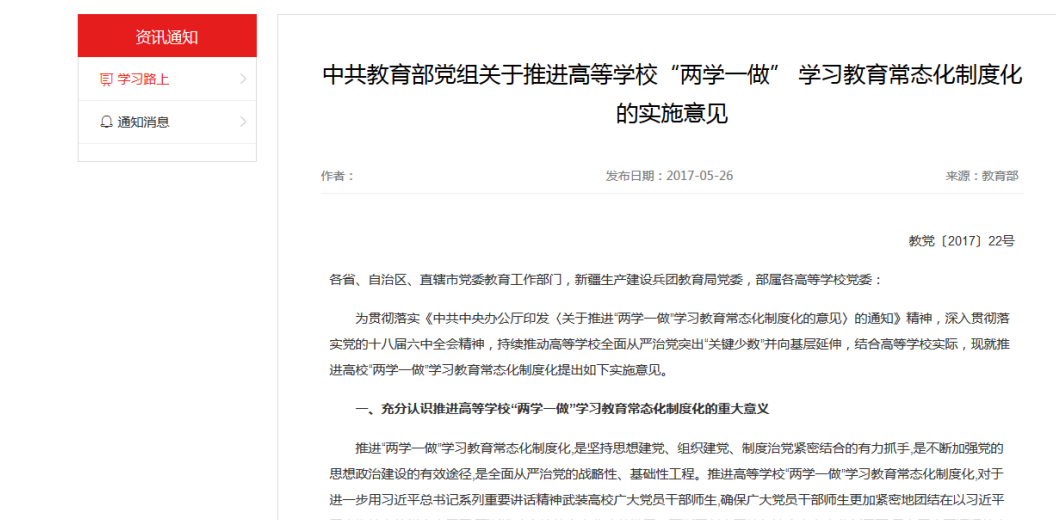 资讯通知
学习路上
通知消息
中共教育部党组关于推进高等学校“两学一做” 学习教育常态化制度化
的实施意见
作者： 发布日期：2017-05-26 来源：教育部
教党〔2017〕22号
各省、自治区、直辖市党委教育工作部门，新疆生产建设兵团教育局党委，部属各高等学校党委：
为贯彻落实《中共中央办公厅印发〈关于推进“两学一做”学习教育常态化制度化的意见〉的通知》精神，深入贯彻落
实党的十八届六中全会精神，持续推动高等学校全面从严治党突出“关键少数”并向基层延伸，结合高等学校实际，现就推
进高校“两学一做”学习教育常态化制度化提出如下实施意见。
一、充分认识推进高等学校“两学一做”学习教育常态化制度化的重大意义
推进“两学一做”学习教育常态化制度化,是坚持思想建党、组织建党、制度治党紧密结合的有力抓手,是不断加强党的
思想政治建设的有效途径,是全面从严治党的战略性、基础性工程。推进高等学校“两学一做”学习教育常态化制度化,对于
进一步用习近平总书记系列重要讲话精神武装高校广大党员干部师生,确保广大党员干部师生更加紧密地团结在以习近平